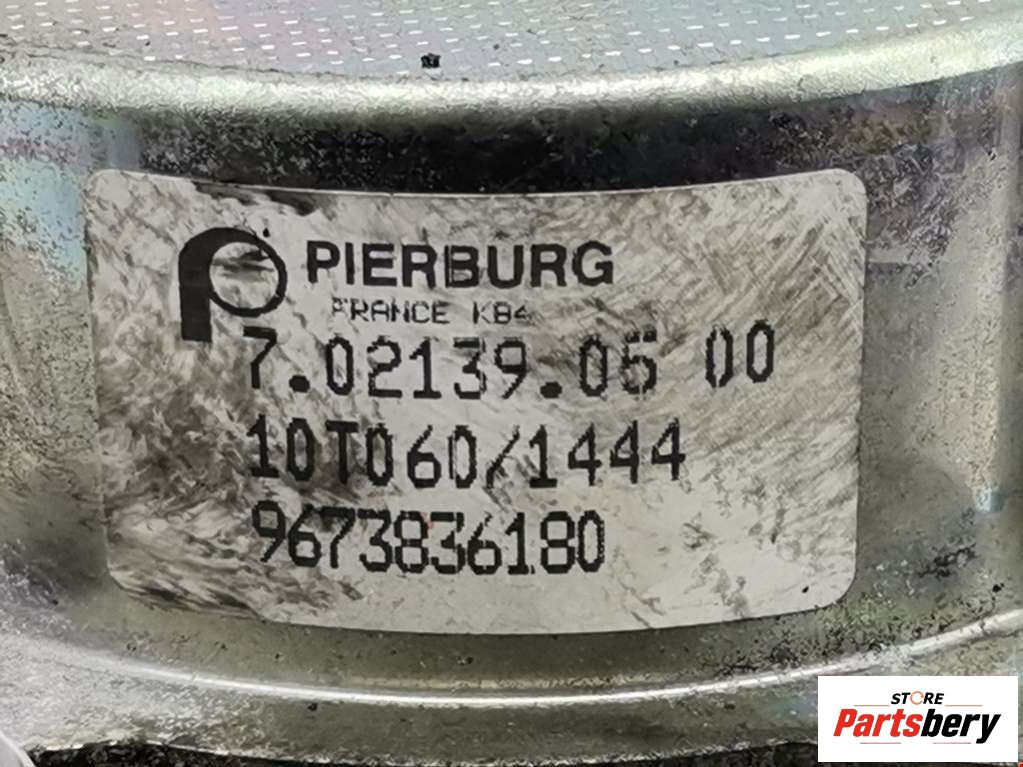 PIERBURG
FRANCE KB4
7.02139.05 00
10T060/1444
9673836180
STORE
Partsbery